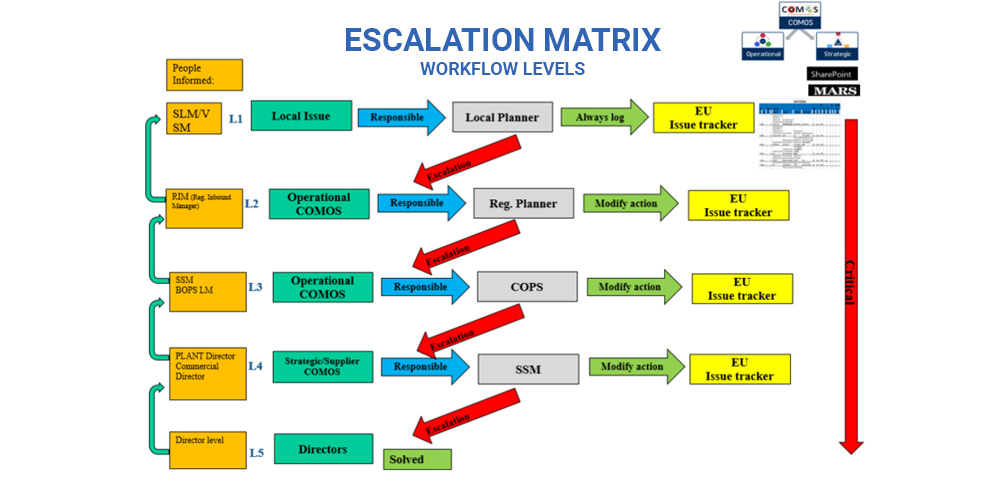 ESCALATION MATRIX
WORKFLOW LEVELS
COMOS
COMOS
Operational
Strategic
SharePoint
MARS
People
Informed:
SLM/V
SM
L1
Local Issue
Responsible
Local Planner
Always log
EU
Issue tracker
Escalation
RIM (Reg. Inbound
Manager)
L2
Operational
COMOS
Responsible
Reg. Planner
Modify action
EU
Issue tracker
Escalation
SSM
BOPS LM
L3
Operational
COMOS
Responsible
COPS
Modify action
EU
Issue tracker
Escalation
PLANT Director
Commercial
Director
L4
Strategic/Supplier
COMOS
Responsible
SSM
Modify action
EU
Issue tracker
Escalation
Director level
L5
Directors
Solved
Critical